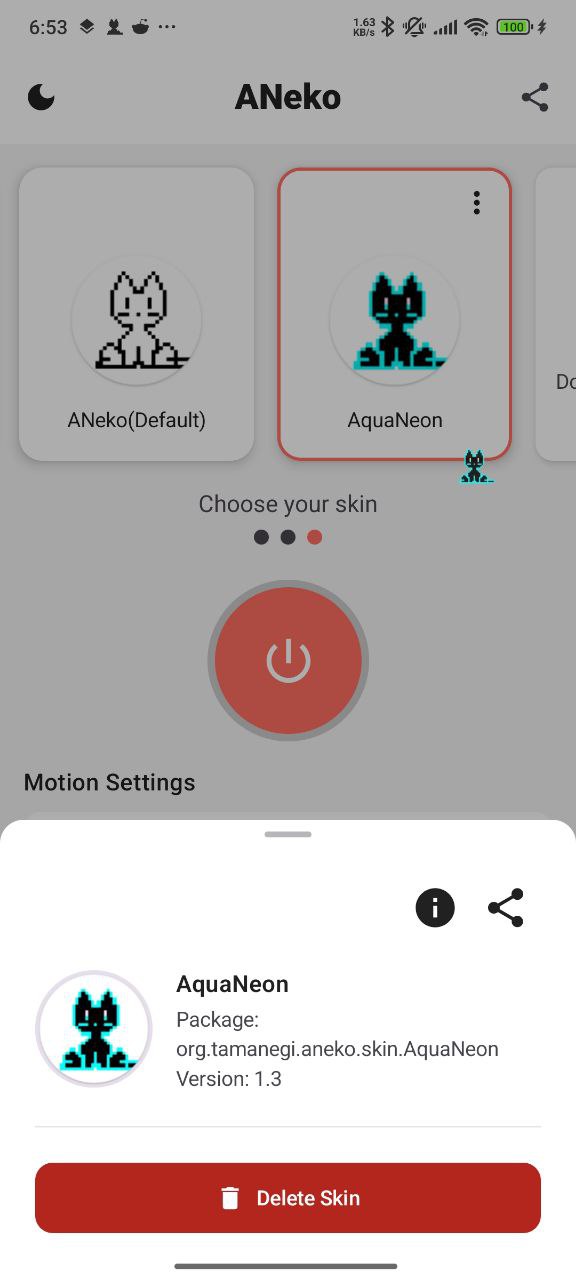 6:53
1.63
KB/s
100
ANeko
ANeko(Default)
AquaNeon
Do
Choose your skin
Motion Settings
AquaNeon
Package:
org.tamanegi.aneko.skin.AquaNeon
Version: 1.3
Delete Skin